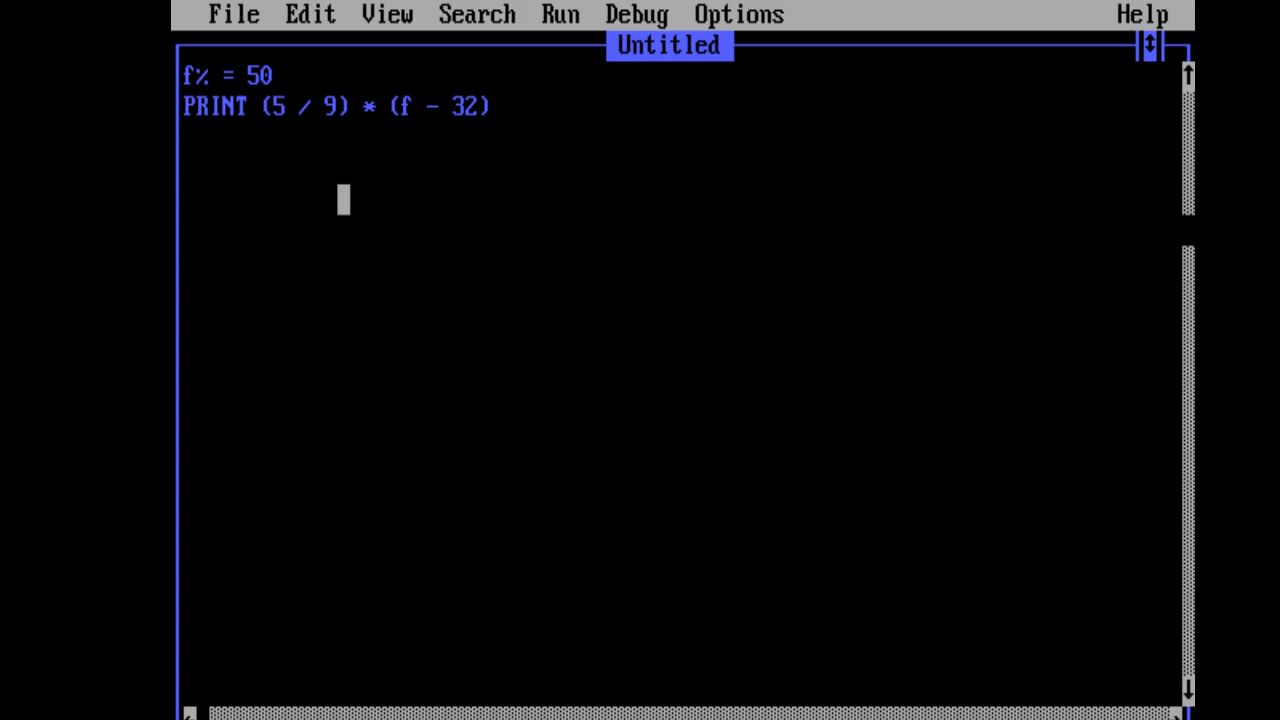 File Edit View Search Run Debug Options Help
Untitled
f% = 50
PRINT (5 / 9) * (f - 32)